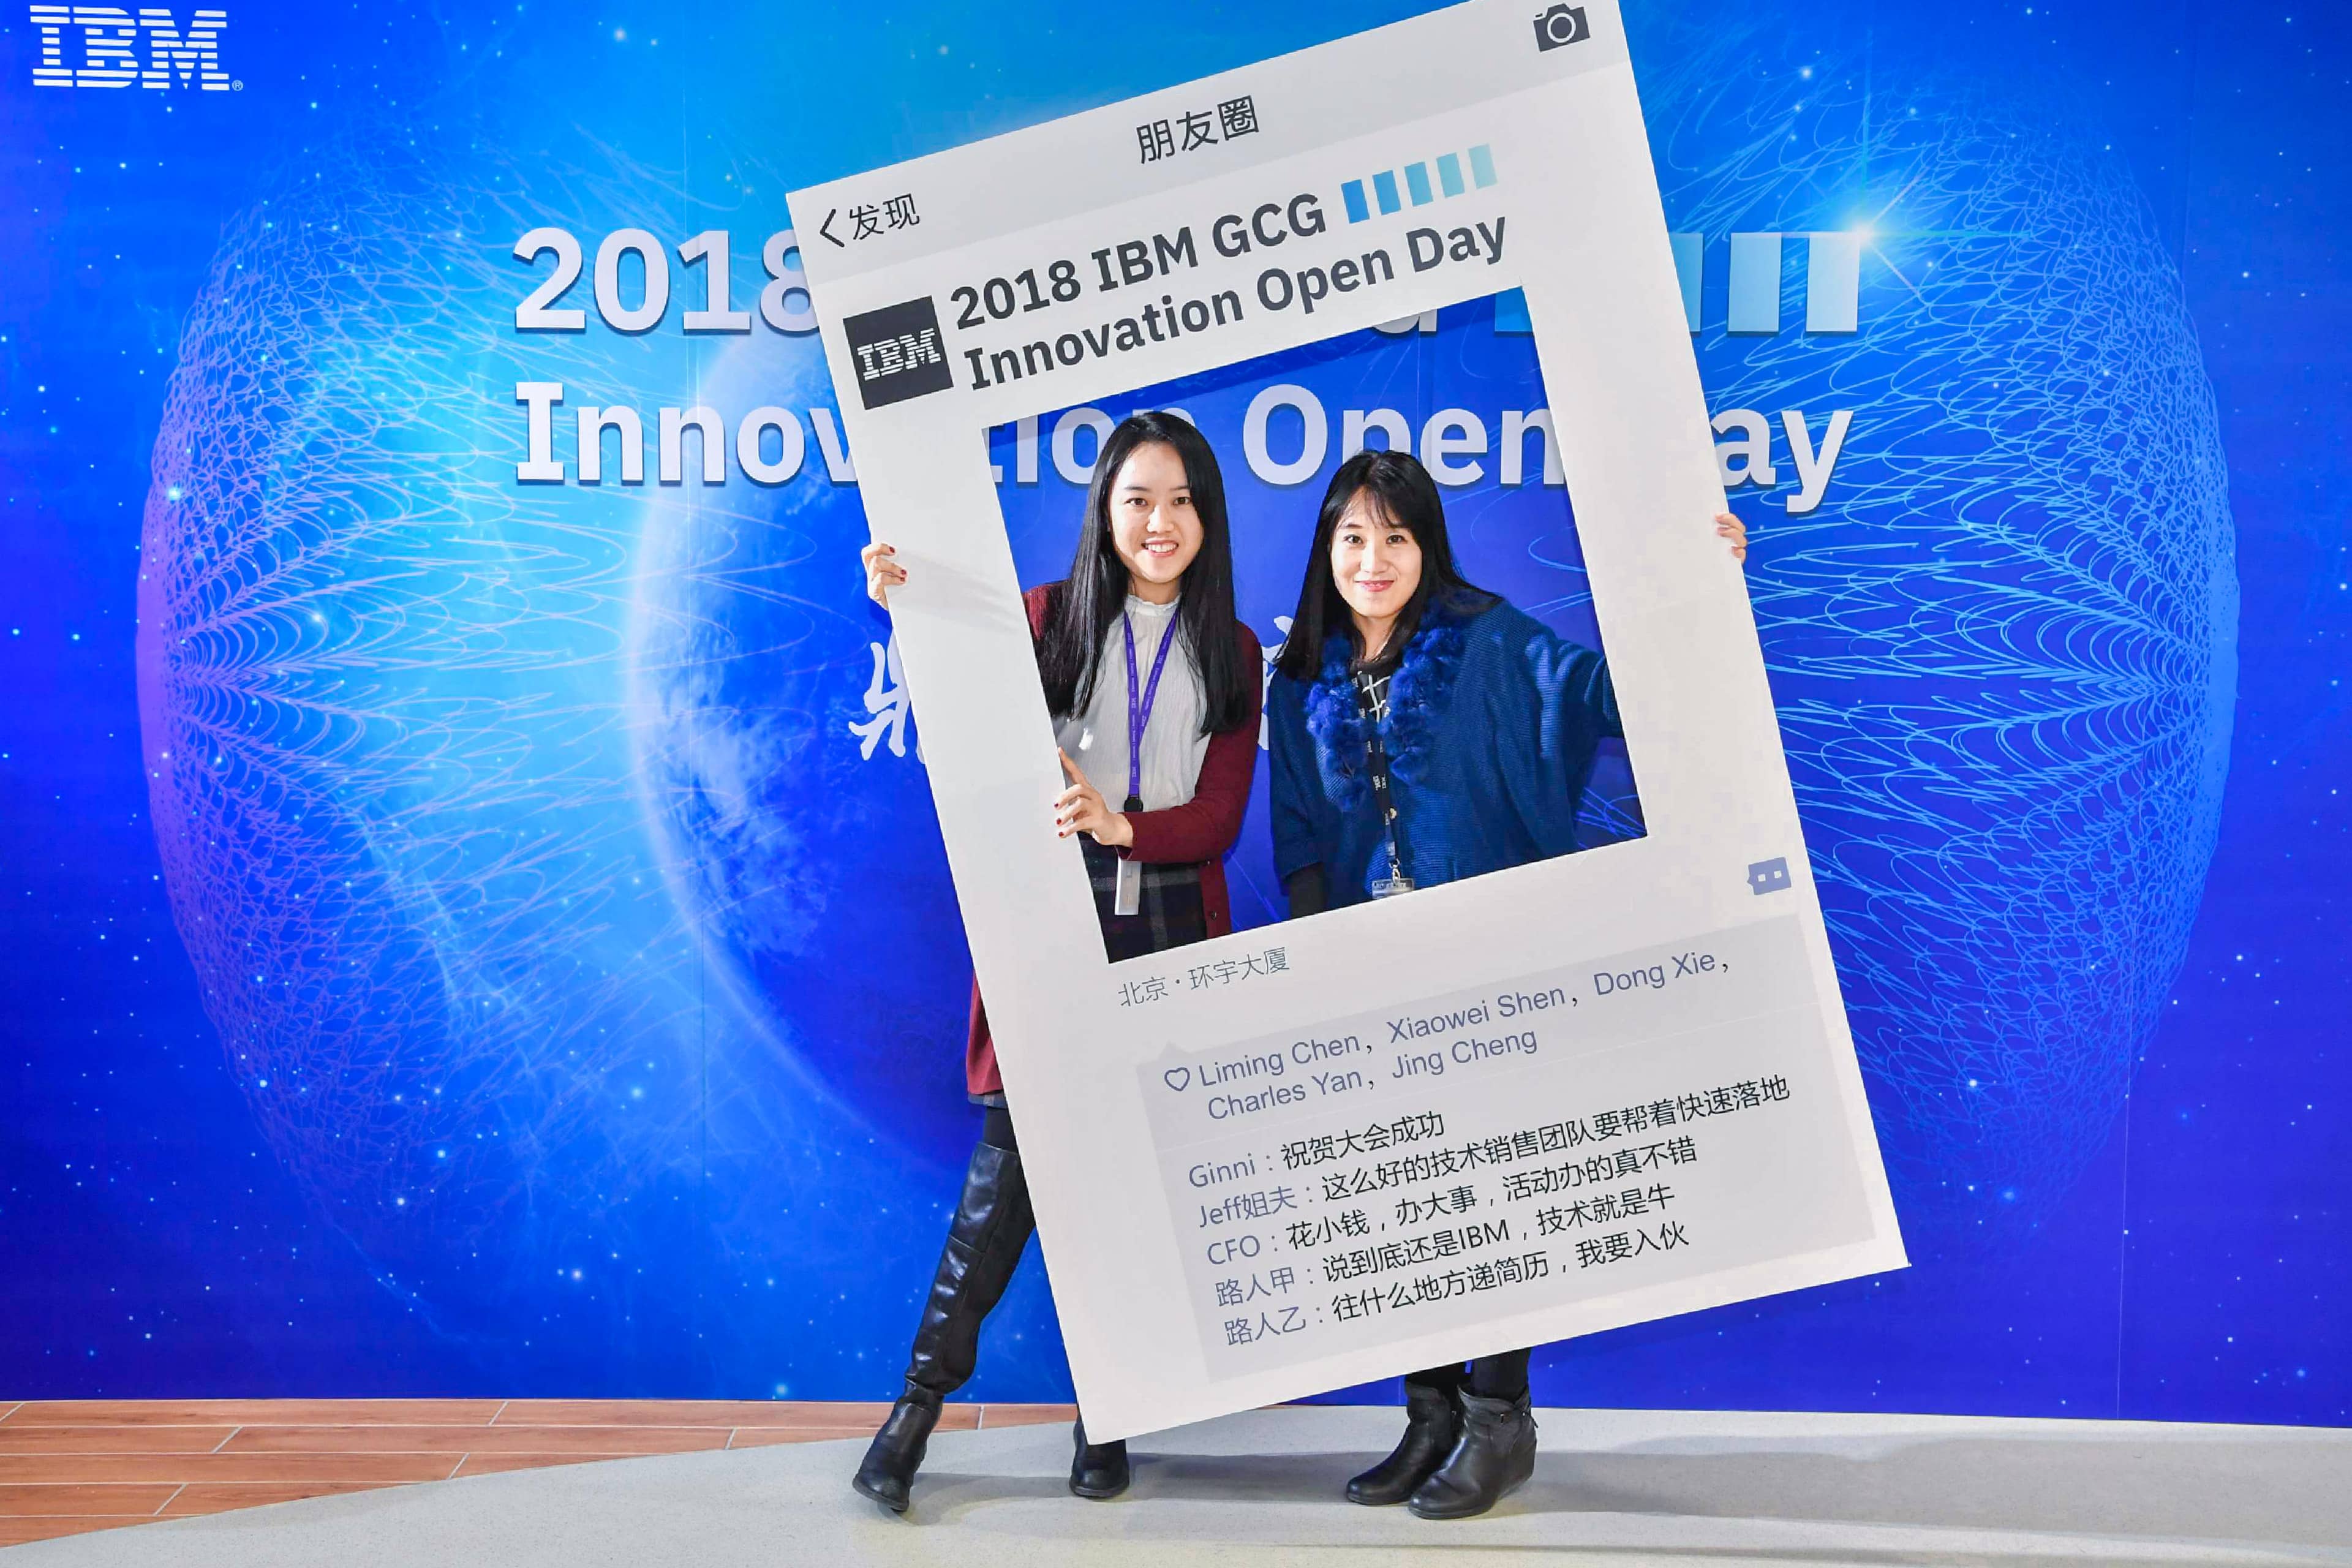 IBM
2018
Innov tion Open ay
朋友圈
发现
2018 IBM GCG
Innovation Open Day
IBM
北京·环宇大厦
Liming Chen，Xiaowei Shen，Dong Xie，
Charles Yan，Jing Cheng
Ginni：祝贺大会成功
Jeff姐夫：这么好的技术销售团队要帮着快速落地
CFO：花小钱，办大事，活动办的真不错
路人甲：说到底还是IBM，技术就是牛
路人乙：往什么地方递简历，我要入伙